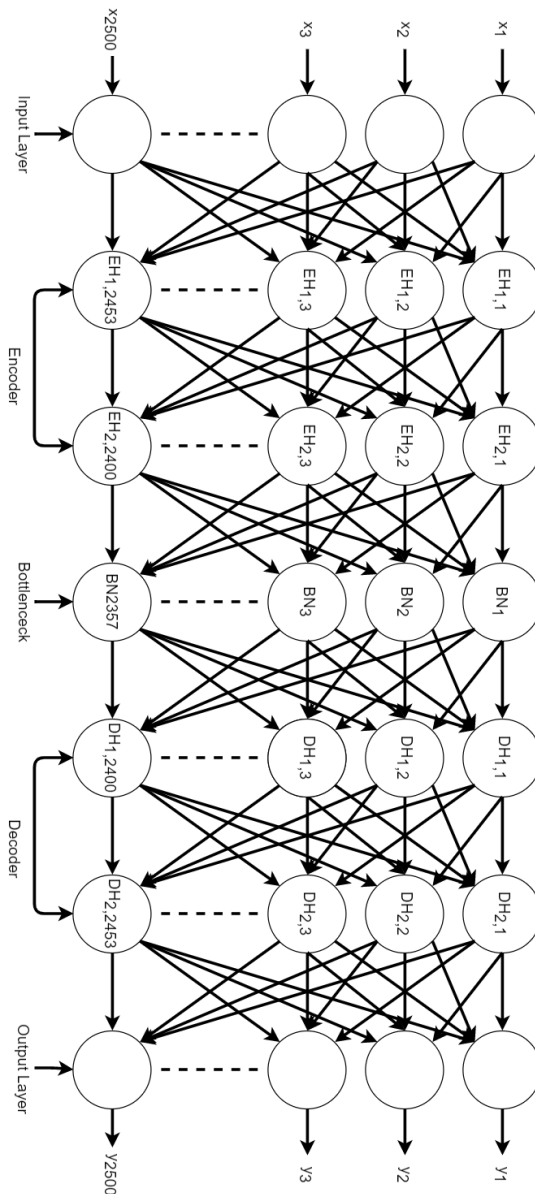 x1 EH1,1 EH2,1 BN1 DH1,1 DH2,1 y1
x2 EH1,2 EH2,2 BN2 DH1,2 DH2,2 y2
x3 EH1,3 EH2,3 BN3 DH1,3 DH2,3 y3
x2500 EH1,2453 EH2,2400 BN2357 DH1,2400 DH2,2453 y2500
Input Layer Encoder Bottlenceck Decoder Output Layer